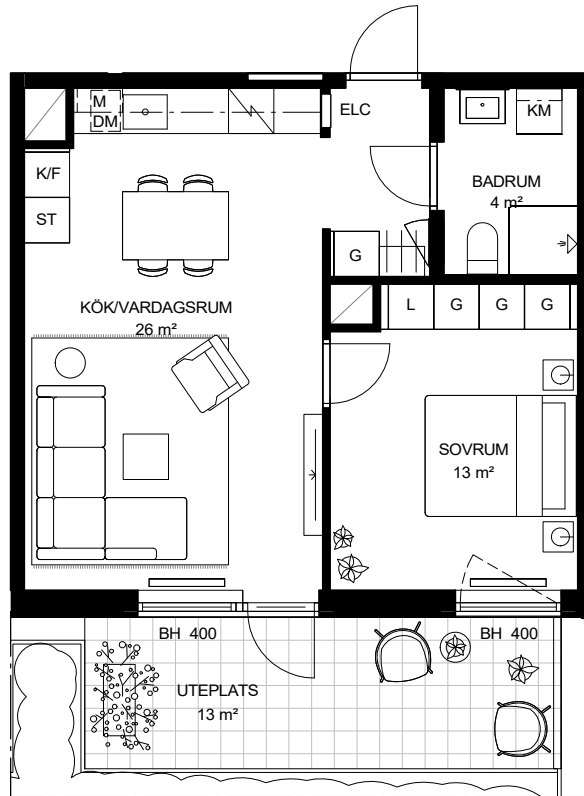 M
DM
ELC
KM
K/F
BADRUM
4 m²
ST
G
KÖK/VARDAGSRUM
26 m²
L
G
G
G
SOVRUM
13 m²
BH 400
BH 400
UTEPLATS
13 m²